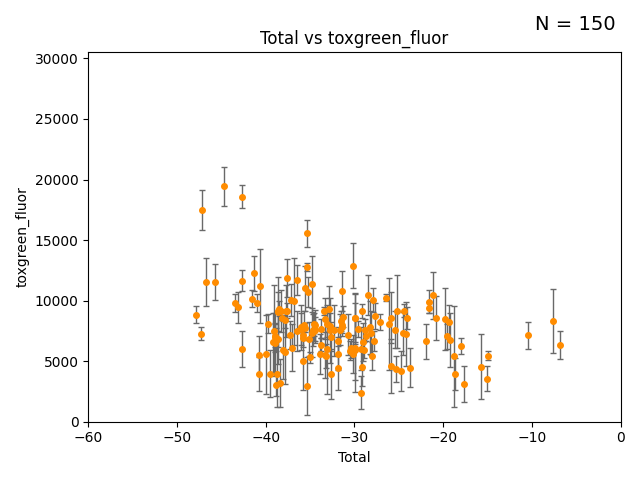 N = 150
Total vs toxgreen_fluor
30000
25000
20000
15000
10000
5000
0
toxgreen_fluor
−60 −50 −40 −30 −20 −10 0
Total